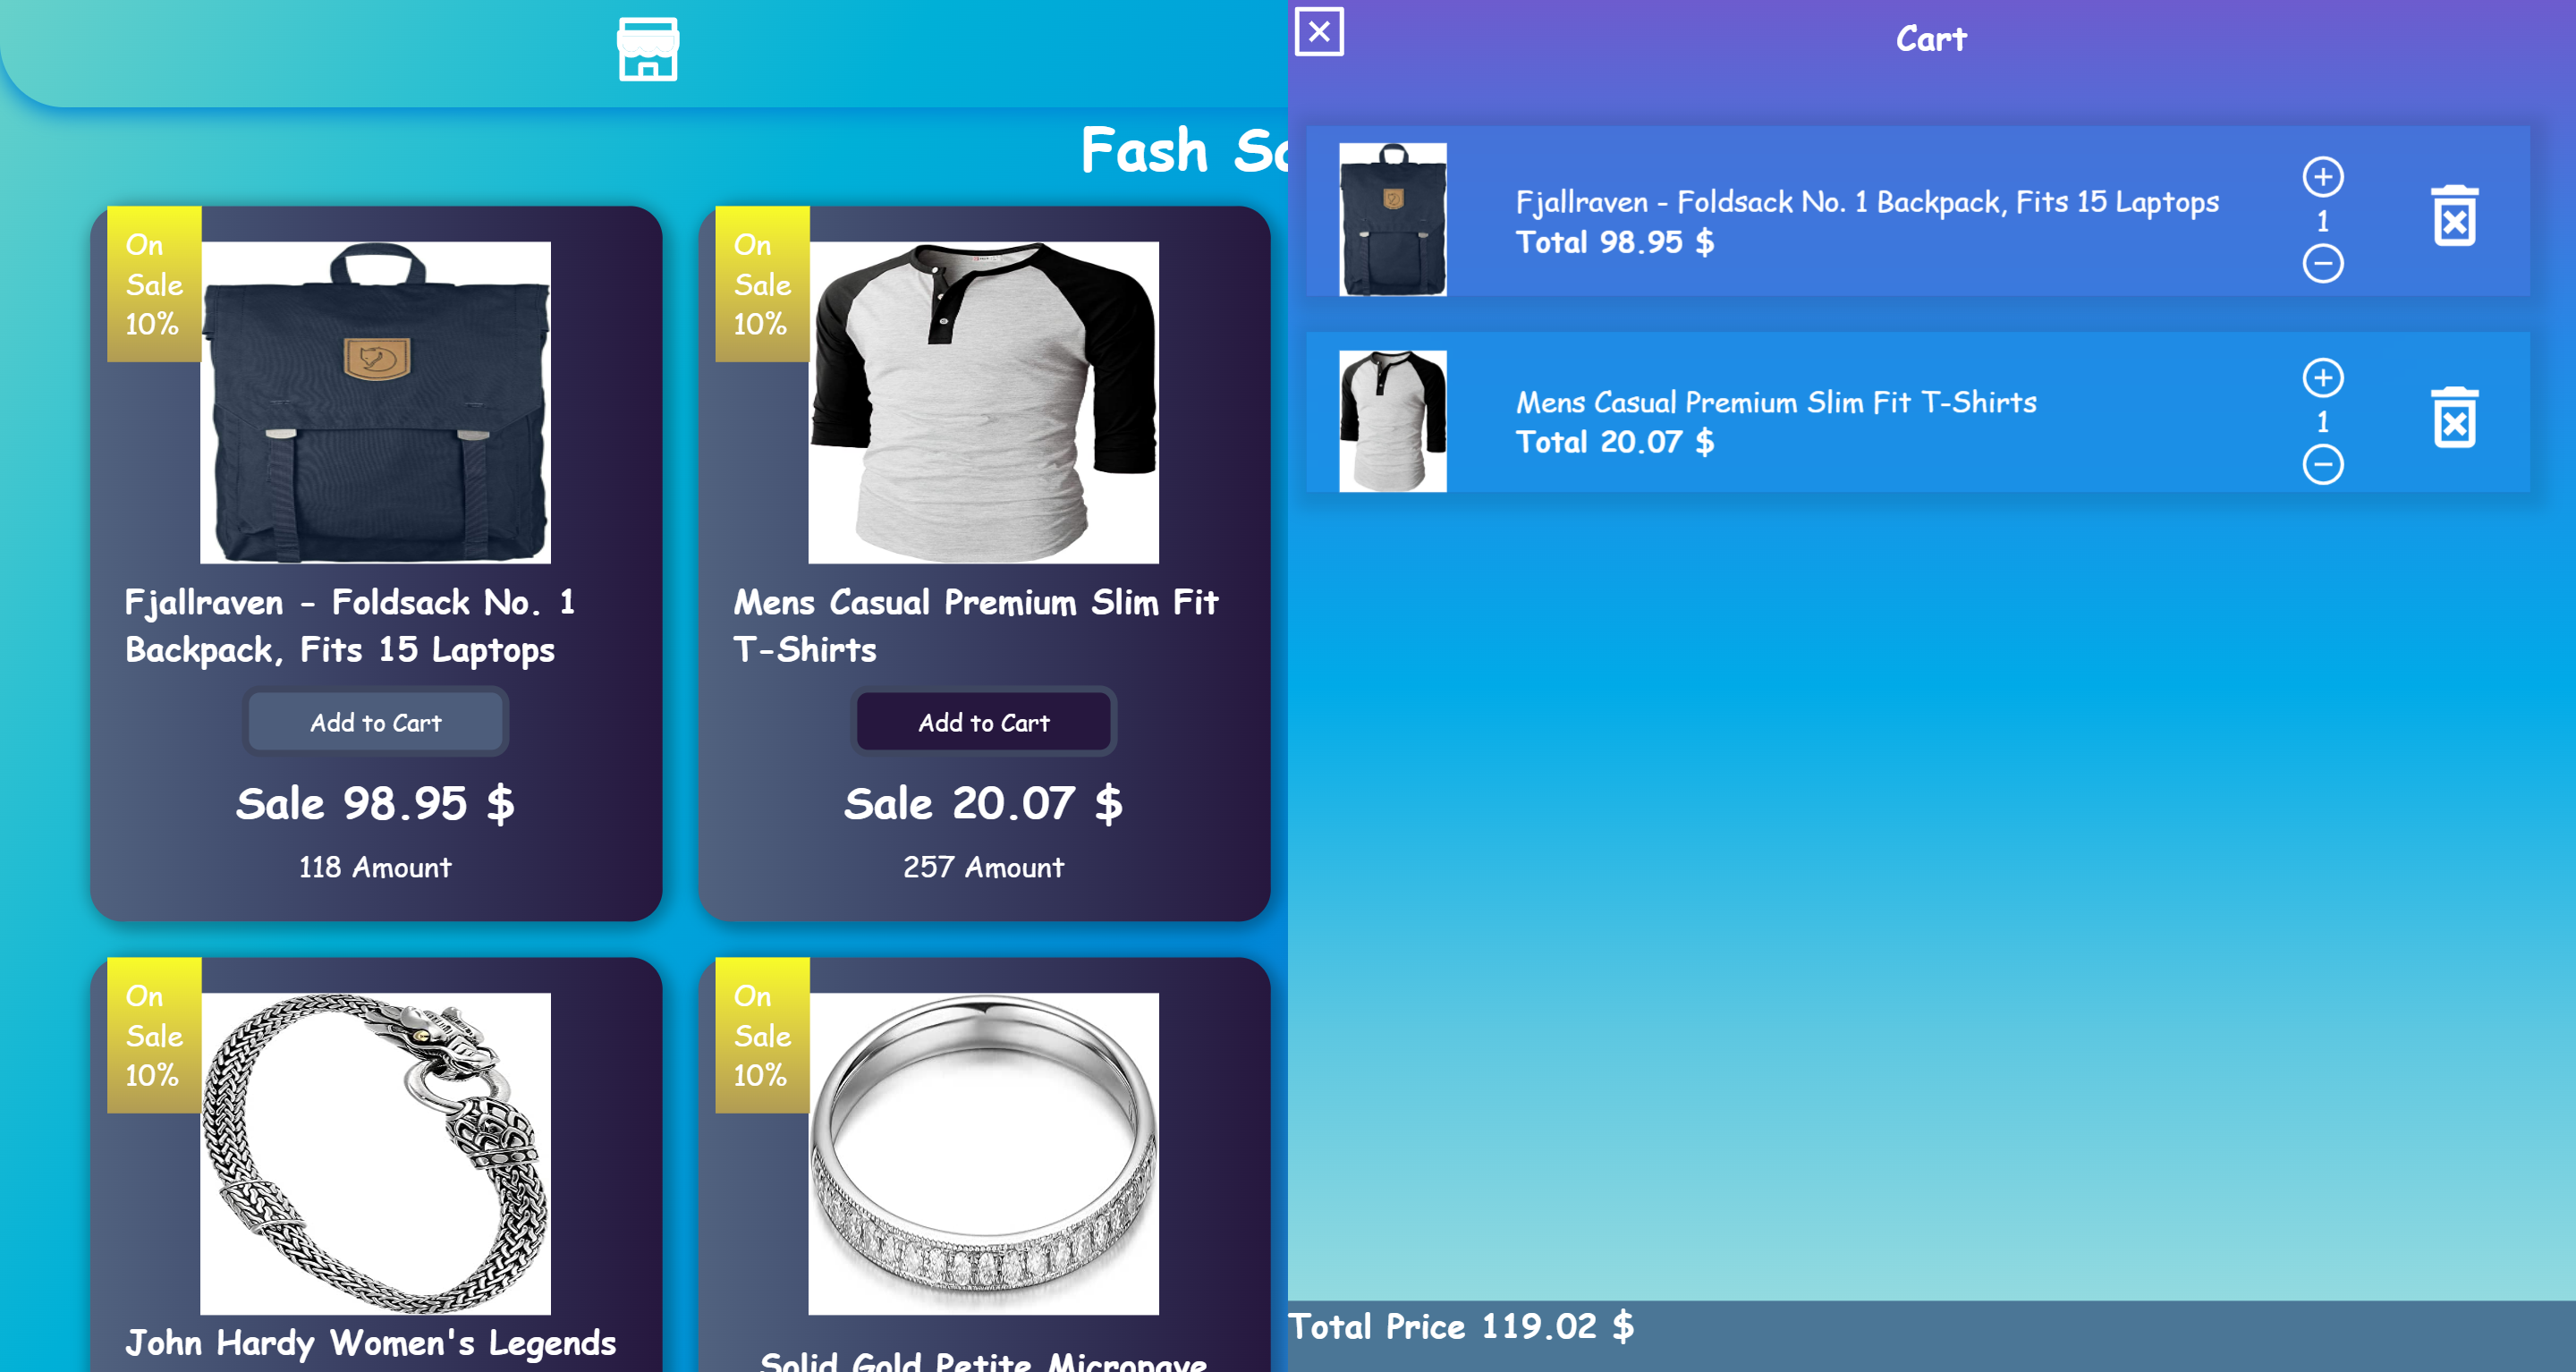 Fash
On
Sale
10%
Fjallraven - Foldsack No. 1
Backpack, Fits 15 Laptops
Add to Cart
Sale 98.95 $
118 Amount
On
Sale
10%
Mens Casual Premium Slim Fit
T-Shirts
Add to Cart
Sale 20.07 $
257 Amount
On
Sale
10%
John Hardy Women's Legends
On
Sale
10%
Solid Gold Petite Micropave
Cart
Fjallraven - Foldsack No. 1 Backpack, Fits 15 Laptops
Total 98.95 $
1
Mens Casual Premium Slim Fit T-Shirts
Total 20.07 $
1
Total Price 119.02 $